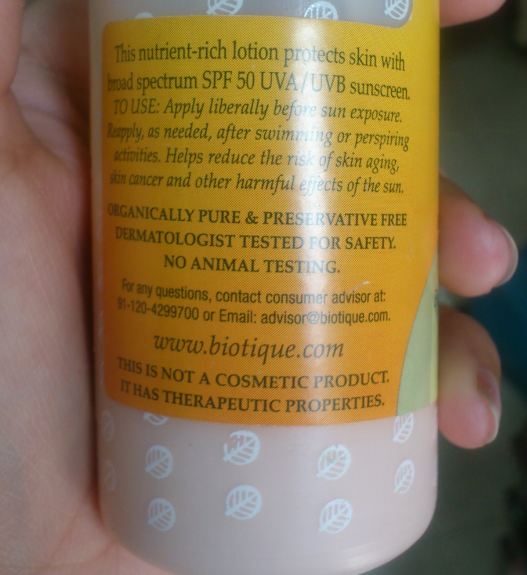 This nutrient-rich lotion protects skin with
broad spectrum SPF 50 UVA/UVB sunscreen.
TO USE: Apply liberally before sun exposure.
Reapply, as needed, after swimming or perspiring
activities. Helps reduce the risk of skin aging,
skin cancer and other harmful effects of the sun.
ORGANICALLY PURE & PRESERVATIVE FREE
DERMATOLOGIST TESTED FOR SAFETY.
NO ANIMAL TESTING.
For any questions, contact consumer advisor at:
91-120-4299700 or Email: advisor@biotique.com.
www.biotique.com
THIS IS NOT A COSMETIC PRODUCT.
IT HAS THERAPEUTIC PROPERTIES.